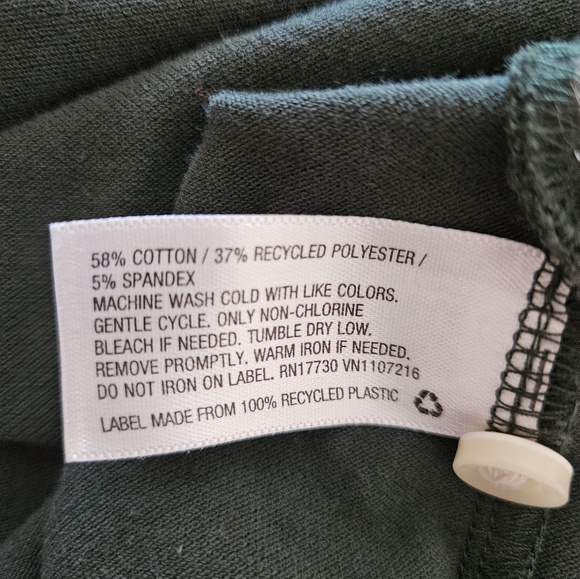 58% COTTON / 37% RECYCLED POLYESTER /
5% SPANDEX
MACHINE WASH COLD WITH LIKE COLORS.
GENTLE CYCLE. ONLY NON-CHLORINE
BLEACH IF NEEDED. TUMBLE DRY LOW.
REMOVE PROMPTLY. WARM IRON IF NEEDED.
DO NOT IRON ON LABEL. RN17730 VN1107216
LABEL MADE FROM 100% RECYCLED PLASTIC